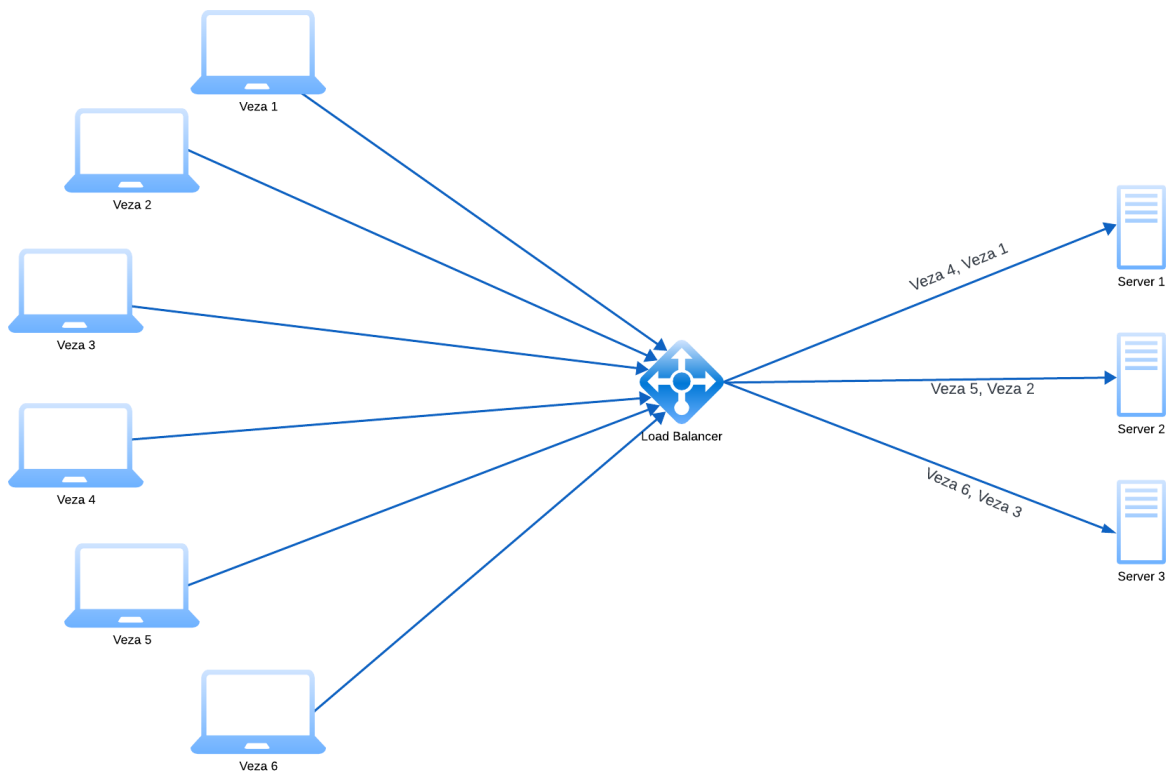 Veza 1
Veza 2
Veza 3
Veza 4
Veza 5
Veza 6
Load Balancer
Veza 4, Veza 1
Veza 5, Veza 2
Veza 6, Veza 3
Server 1
Server 2
Server 3